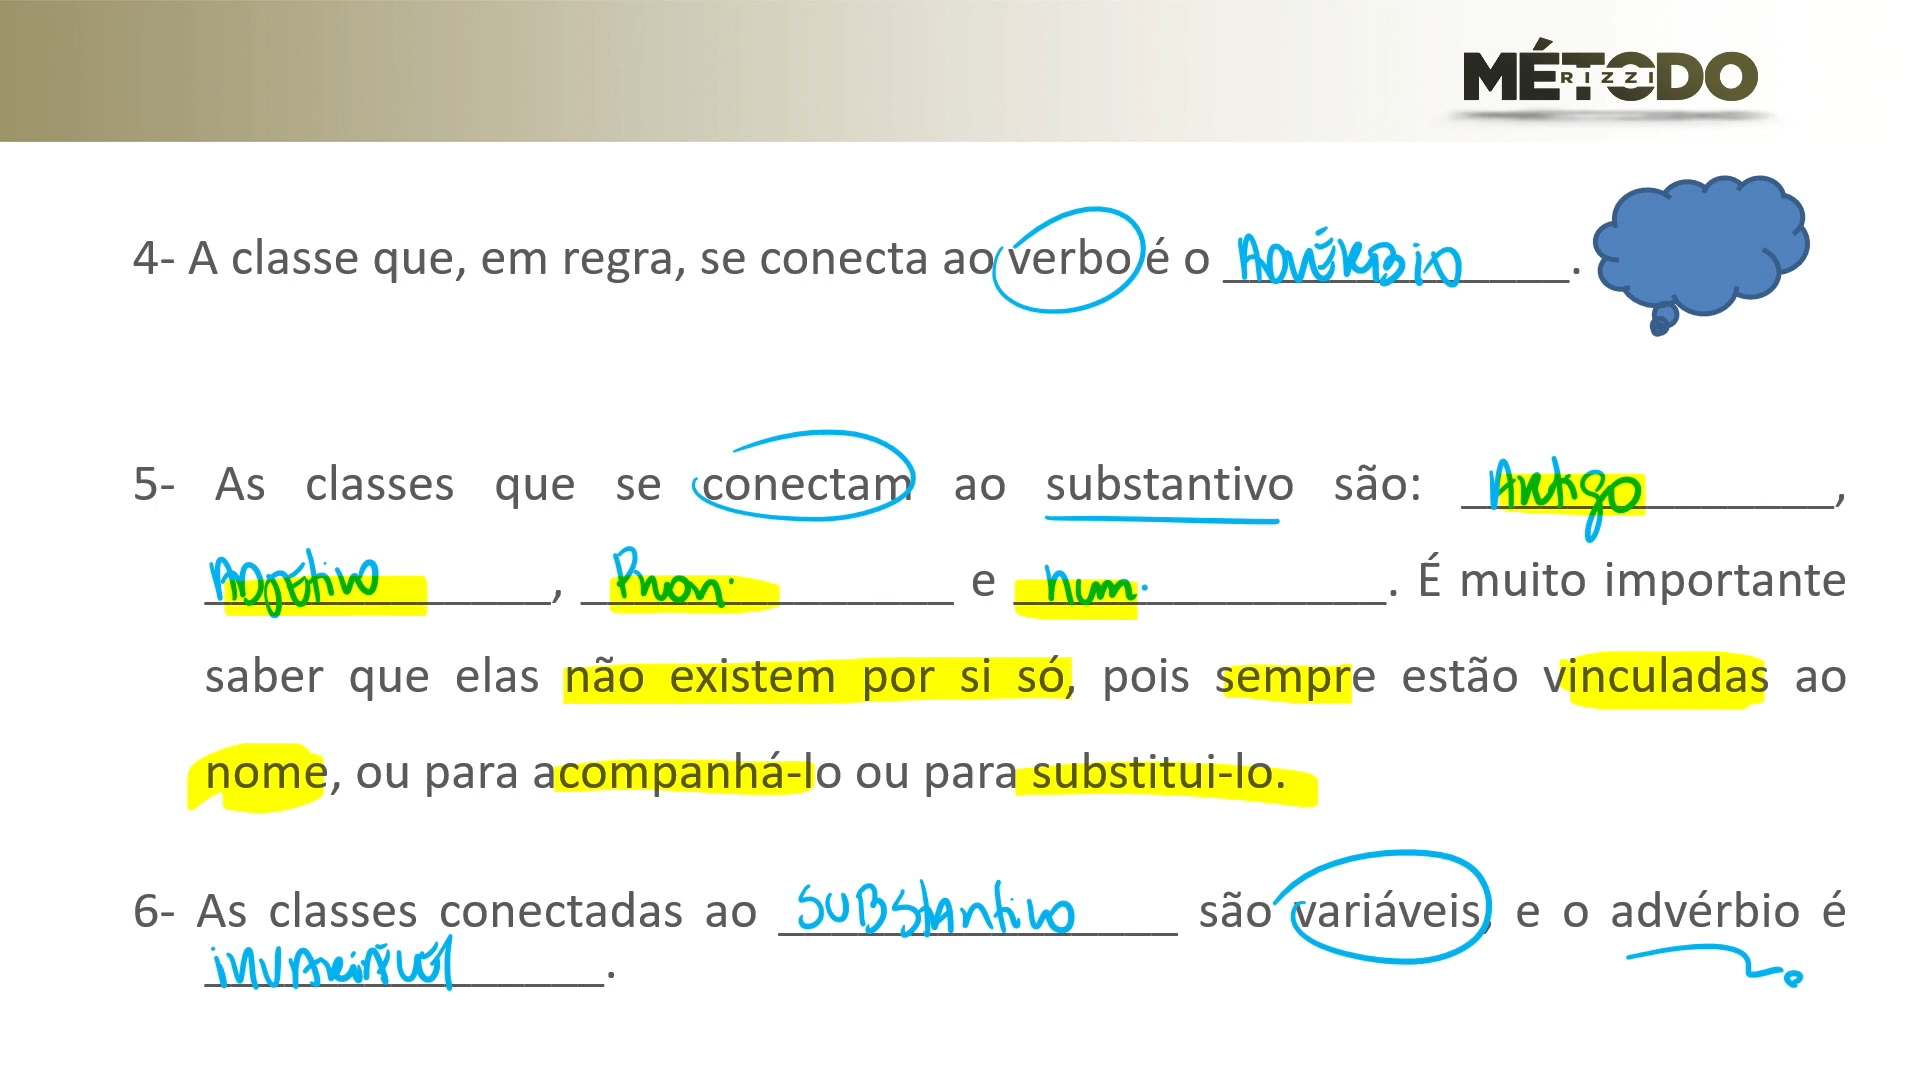 MÉTODO
RIZZI
4- A classe que, em regra, se conecta ao verbo é o ADVÉRBIO.
5- As classes que se conectam ao substantivo são: Artigo,
Adjetivo, Pron. e num. É muito importante
saber que elas não existem por si só, pois sempre estão vinculadas ao
nome, ou para acompanhá-lo ou para substitui-lo.
6- As classes conectadas ao SUBStantivo são variáveis, e o advérbio é
invariável.